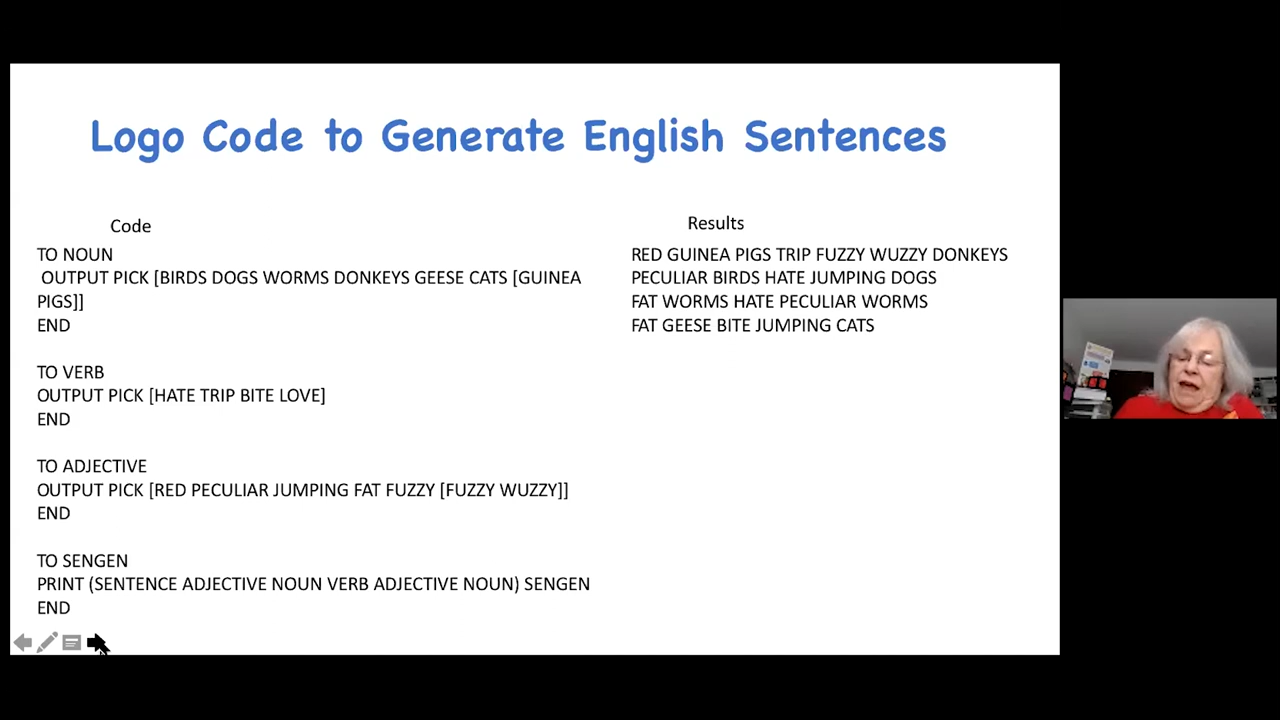 Logo Code to Generate English Sentences
Code
TO NOUN
OUTPUT PICK [BIRDS DOGS WORMS DONKEYS GEESE CATS [GUINEA
PIGS]]
END
TO VERB
OUTPUT PICK [HATE TRIP BITE LOVE]
END
TO ADJECTIVE
OUTPUT PICK [RED PECULIAR JUMPING FAT FUZZY [FUZZY WUZZY]]
END
TO SENGEN
PRINT (SENTENCE ADJECTIVE NOUN VERB ADJECTIVE NOUN) SENGEN
END
Results
RED GUINEA PIGS TRIP FUZZY WUZZY DONKEYS
PECULIAR BIRDS HATE JUMPING DOGS
FAT WORMS HATE PECULIAR WORMS
FAT GEESE BITE JUMPING CATS